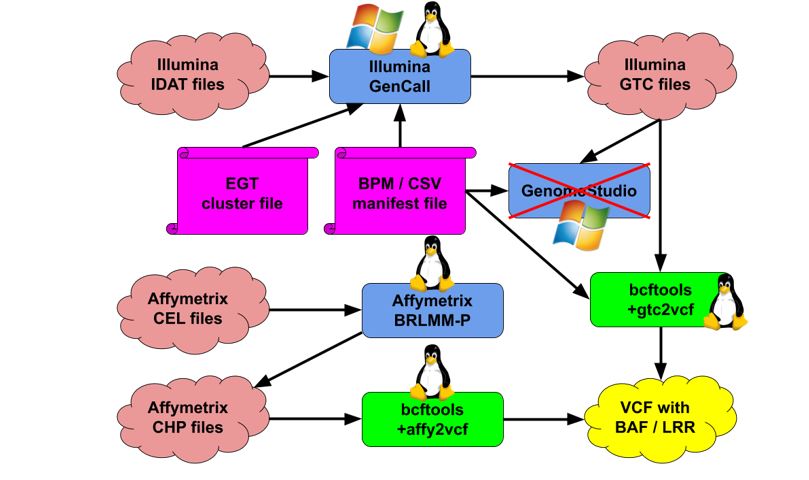 Illumina
IDAT files
Illumina
GenCall
Illumina
GTC files
EGT
cluster file
BPM / CSV
manifest file
GenomeStudio
Affymetrix
CEL files
Affymetrix
BRLMM-P
bcftools
+gtc2vcf
Affymetrix
CHP files
bcftools
+affy2vcf
VCF with
BAF / LRR